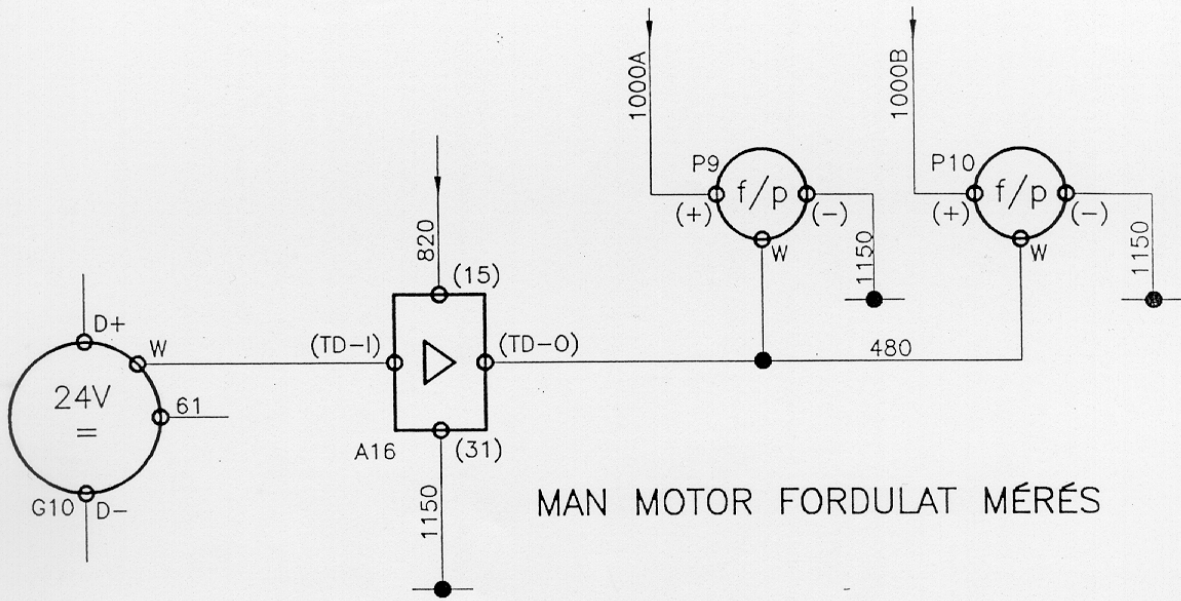 1000A
1000B
P9
f/p
(+)
(-)
W
1150
P10
f/p
(+)
(-)
W
1150
820
(15)
(TD-I)
(TD-O)
480
A16
(31)
1150
D+
W
24V
=
61
G10
D-
MAN MOTOR FORDULAT MÉRÉS